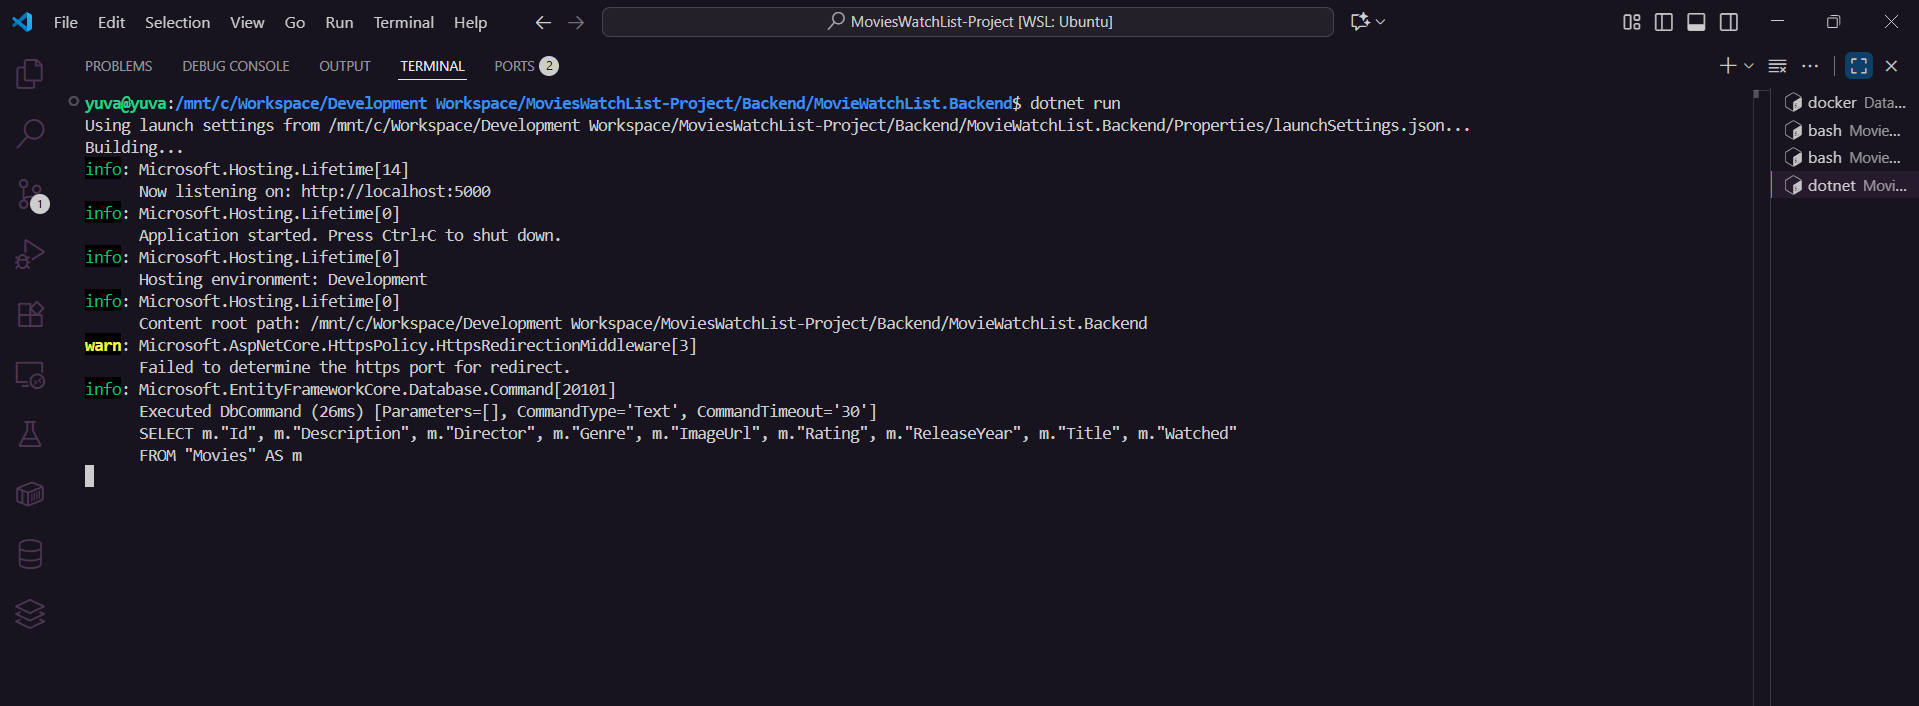 File Edit Selection View Go Run Terminal Help
MoviesWatchList-Project [WSL: Ubuntu]
PROBLEMS DEBUG CONSOLE OUTPUT TERMINAL PORTS 2
yuva@yuva:/mnt/c/Workspace/Development Workspace/MoviesWatchList-Project/Backend/MovieWatchList.Backend$ dotnet run
Using launch settings from /mnt/c/Workspace/Development Workspace/MoviesWatchList-Project/Backend/MovieWatchList.Backend/Properties/launchSettings.json...
Building...
info: Microsoft.Hosting.Lifetime[14]
Now listening on: http://localhost:5000
info: Microsoft.Hosting.Lifetime[0]
Application started. Press Ctrl+C to shut down.
info: Microsoft.Hosting.Lifetime[0]
Hosting environment: Development
info: Microsoft.Hosting.Lifetime[0]
Content root path: /mnt/c/Workspace/Development Workspace/MoviesWatchList-Project/Backend/MovieWatchList.Backend
warn: Microsoft.AspNetCore.HttpsPolicy.HttpsRedirectionMiddleware[3]
Failed to determine the https port for redirect.
info: Microsoft.EntityFrameworkCore.Database.Command[20101]
Executed DbCommand (26ms) [Parameters=[], CommandType='Text', CommandTimeout='30']
SELECT m."Id", m."Description", m."Director", m."Genre", m."ImageUrl", m."Rating", m."ReleaseYear", m."Title", m."Watched"
FROM "Movies" AS m
docker Data...
bash Movie...
bash Movie...
dotnet Movi...
1